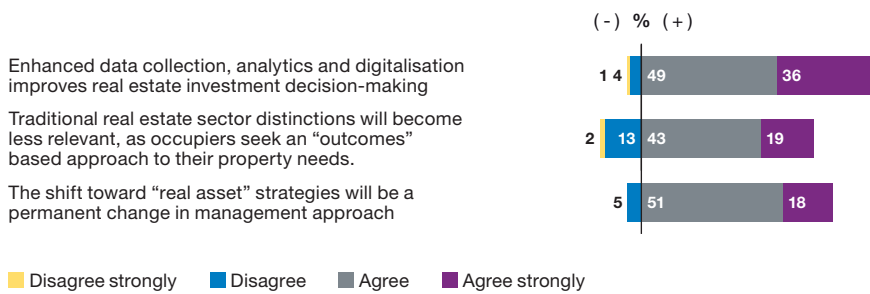 (-) % (+)
Enhanced data collection, analytics and digitalisation
improves real estate investment decision-making
1 4 49 36
Traditional real estate sector distinctions will become
less relevant, as occupiers seek an “outcomes”
based approach to their property needs.
2 13 43 19
The shift toward “real asset” strategies will be a
permanent change in management approach
5 51 18
Disagree strongly Disagree Agree Agree strongly